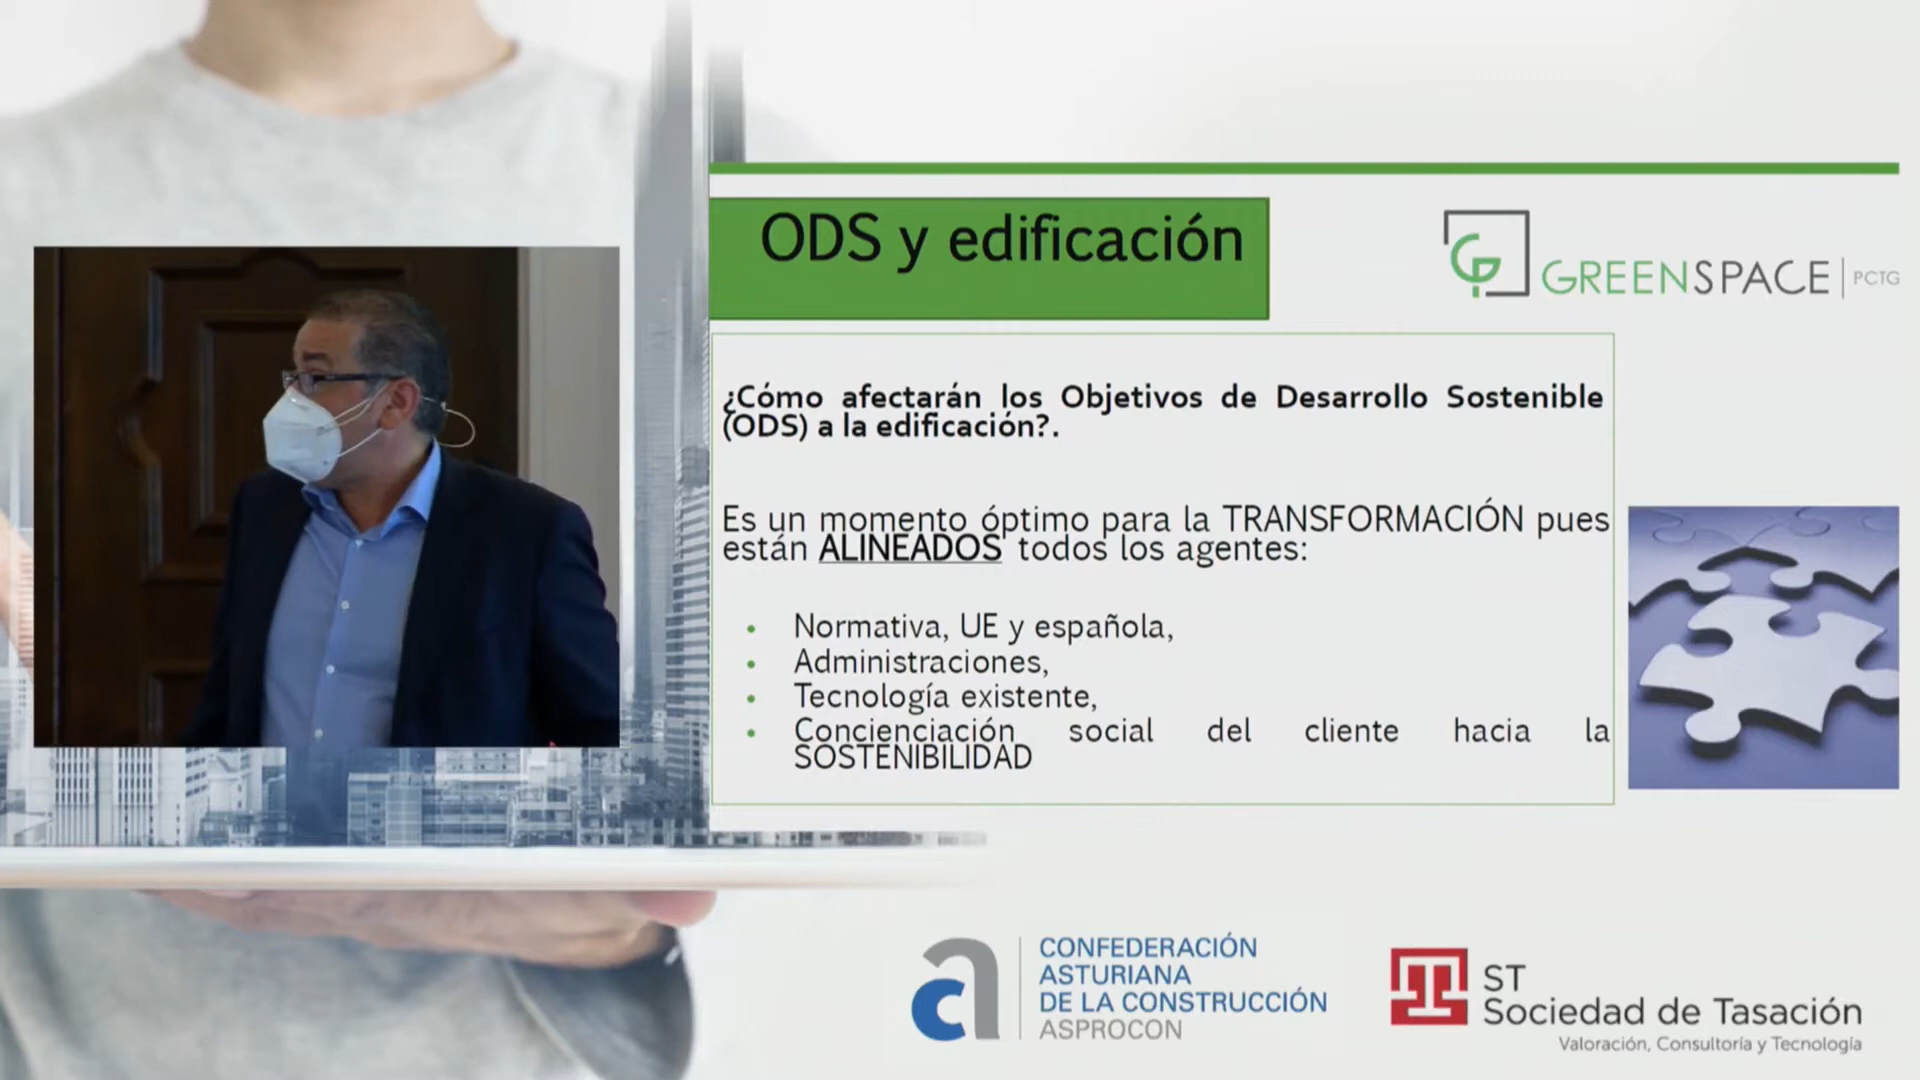 ODS y edificación
GREENSPACE PCTG
¿Cómo afectarán los Objetivos de Desarrollo Sostenible
(ODS) a la edificación?.
Es un momento óptimo para la TRANSFORMACIÓN pues
están ALINEADOS todos los agentes:
• Normativa, UE y española,
• Administraciones,
• Tecnología existente,
• Concienciación social del cliente hacia la
SOSTENIBILIDAD
CONFEDERACIÓN
ASTURIANA
DE LA CONSTRUCCIÓN
ASPROCON
ST
Sociedad de Tasación
Valoración, Consultoría y Tecnología